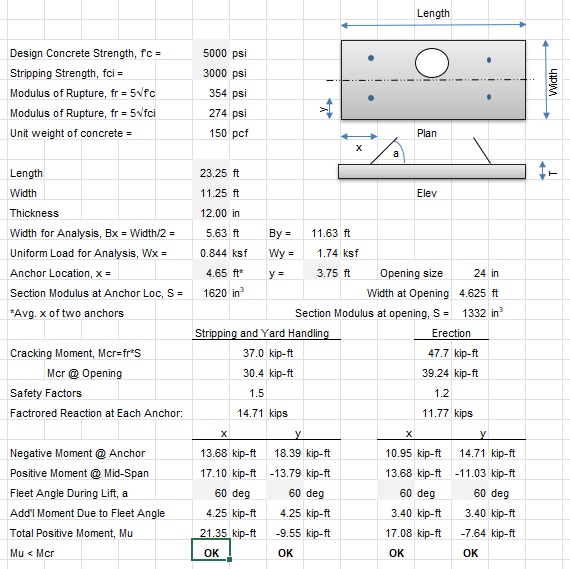 Length
Design Concrete Strength, f'c = 5000 psi
Stripping Strength, fci = 3000 psi
Modulus of Rupture, fr = 5√f'c 354 psi
Width
Modulus of Rupture, fr = 5√fci 274 psi
y
Unit weight of concrete = 150 pcf
Plan
x
a
T
Length 23.25 ft
Width 11.25 ft Elev
Thickness 12.00 in
Width for Analysis, Bx = Width/2 = 5.63 ft By = 11.63 ft
Uniform Load for Analysis, Wx = 0.844 ksf Wy = 1.74 ksf
Anchor Location, x = 4.65 ft* y = 3.75 ft Opening size 24 in
Section Modulus at Anchor Loc, S = 1620 in³ Width at Opening 4.625 ft
*Avg. x of two anchors Section Modulus at opening, S = 1332 in³
Stripping and Yard Handling Erection
Cracking Moment, Mcr=fr*S 37.0 kip-ft 47.7 kip-ft
Mcr @ Opening 30.4 kip-ft 39.24 kip-ft
Safety Factors 1.5 1.2
Factrored Reaction at Each Anchor: 14.71 kips 11.77 kips
x y x y
Negative Moment @ Anchor 13.68 kip-ft 18.39 kip-ft 10.95 kip-ft 14.71 kip-ft
Positive Moment @ Mid-Span 17.10 kip-ft -13.79 kip-ft 13.68 kip-ft -11.03 kip-ft
Fleet Angle During Lift, a 60 deg 60 deg 60 deg 60 deg
Add'l Moment Due to Fleet Angle 4.25 kip-ft 4.25 kip-ft 3.40 kip-ft 3.40 kip-ft
Total Positive Moment, Mu 21.35 kip-ft -9.55 kip-ft 17.08 kip-ft -7.64 kip-ft
Mu < Mcr OK OK OK OK